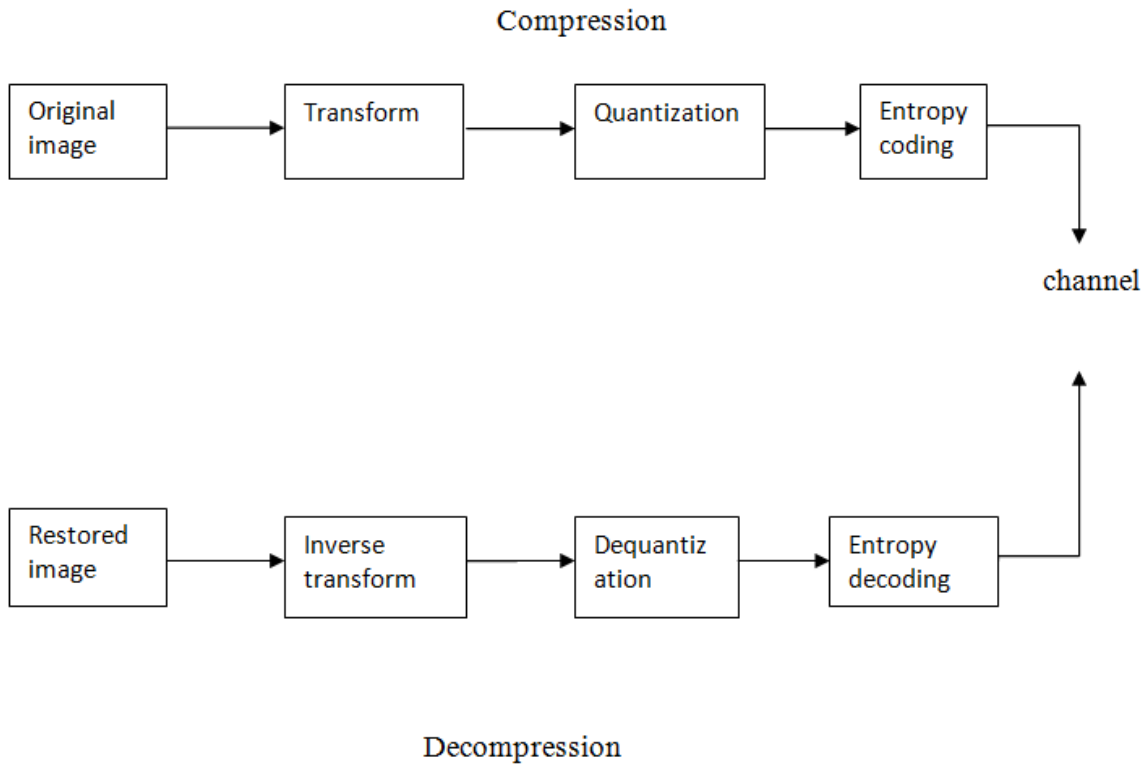 Compression
Original
image
Transform
Quantization
Entropy
coding
channel
Restored
image
Inverse
transform
Dequantiz
ation
Entropy
decoding
Decompression